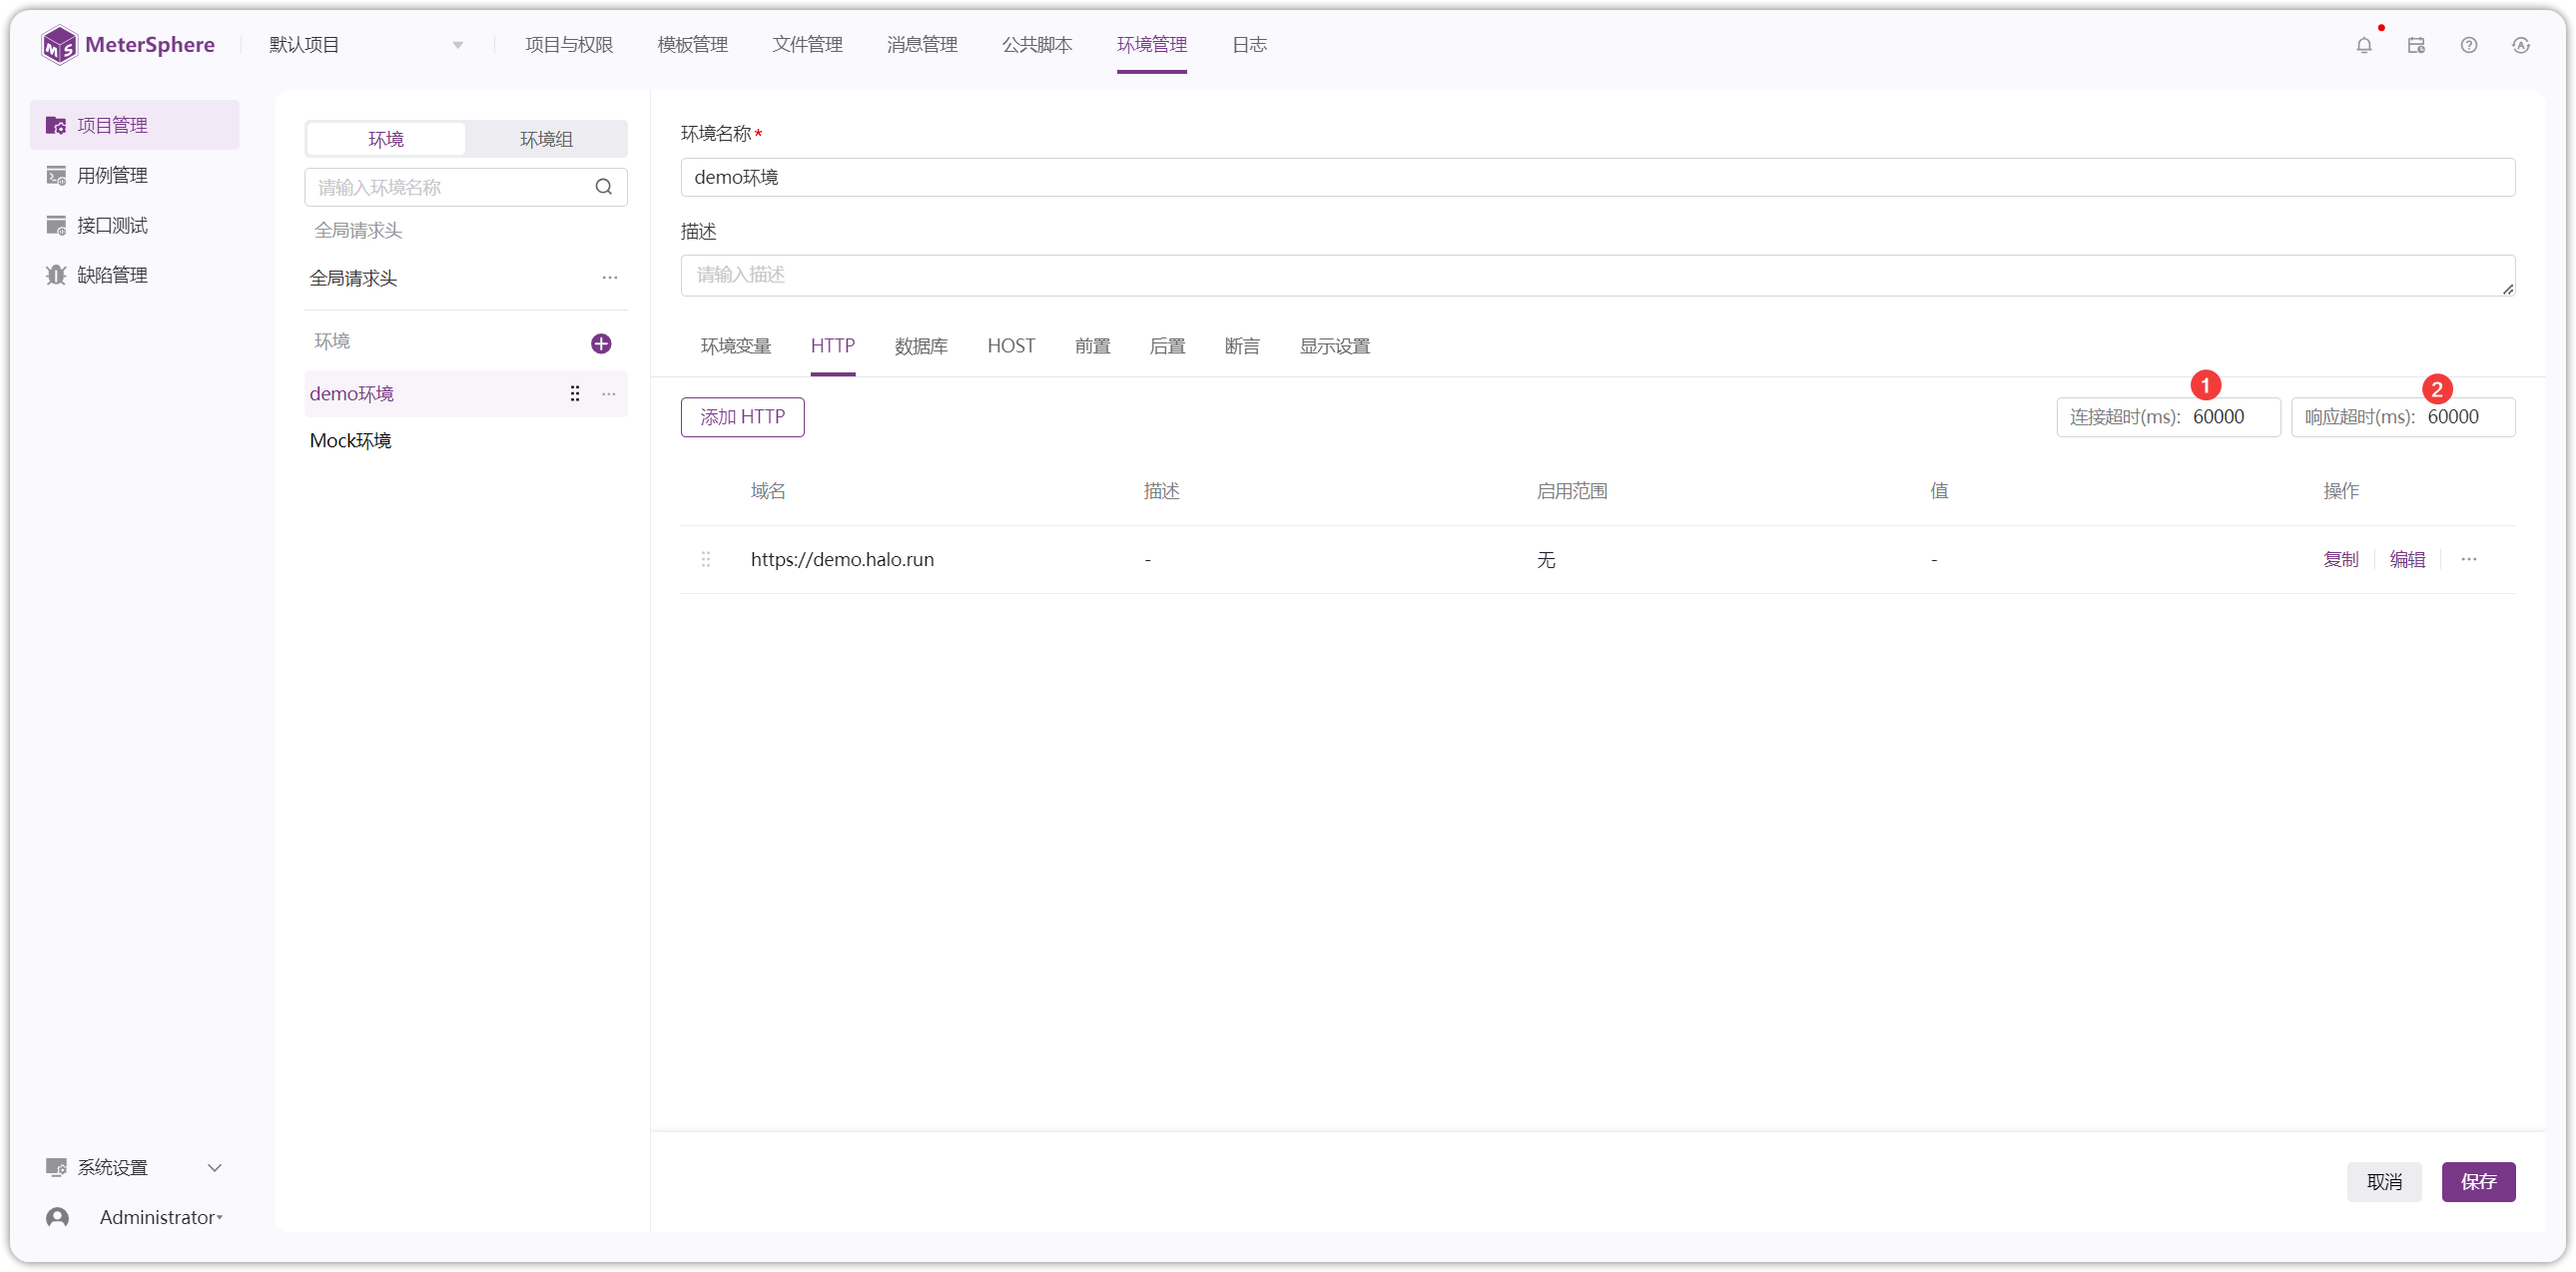 MeterSphere
默认项目
项目与权限
模板管理
文件管理
消息管理
公共脚本
环境管理
日志
项目管理
用例管理
接口测试
缺陷管理
系统设置
Administrator
环境
环境组
请输入环境名称
全局请求头
全局请求头
环境
demo环境
Mock环境
环境名称*
demo环境
描述
请输入描述
环境变量
HTTP
数据库
HOST
前置
后置
断言
显示设置
添加 HTTP
1
连接超时(ms): 60000
2
响应超时(ms): 60000
域名
描述
启用范围
值
操作
https://demo.halo.run
-
无
-
复制
编辑
取消
保存